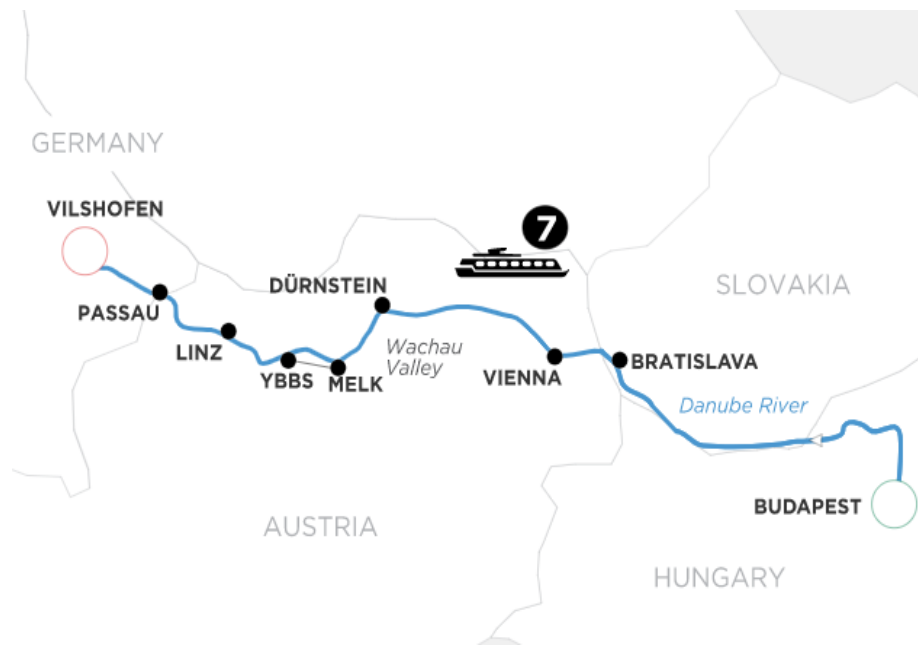 GERMANY
VILSHOFEN
7
DÜRNSTEIN
SLOVAKIA
PASSAU
LINZ
Wachau
Valley
YBBS
MELK
VIENNA
BRATISLAVA
Danube River
BUDAPEST
AUSTRIA
HUNGARY